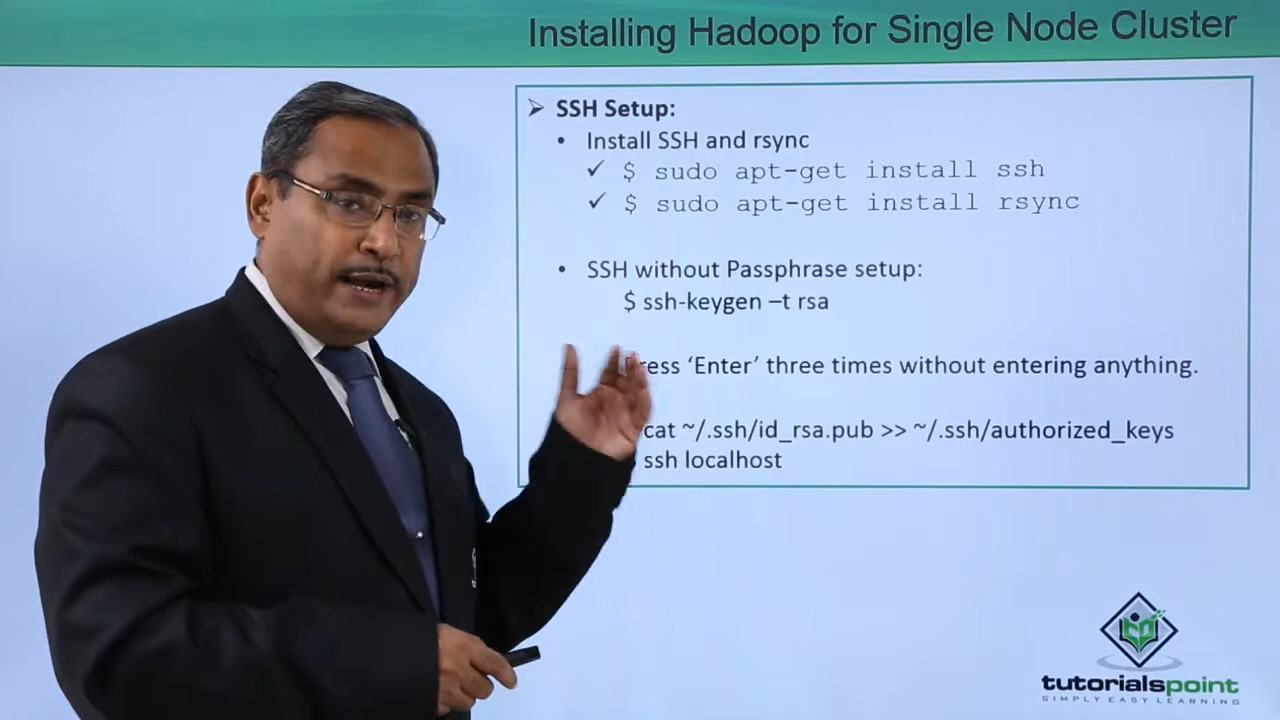 Installing Hadoop for Single Node Cluster
➢ SSH Setup:
• Install SSH and rsync
✓ $ sudo apt-get install ssh
✓ $ sudo apt-get install rsync
• SSH without Passphrase setup:
$ ssh-keygen –t rsa
‘Enter’ three times without entering anything.
cat ~/.ssh/id_rsa.pub >> ~/.ssh/authorized_keys
ssh localhost
tutorialspoint
SIMPLY EASY LEARNING